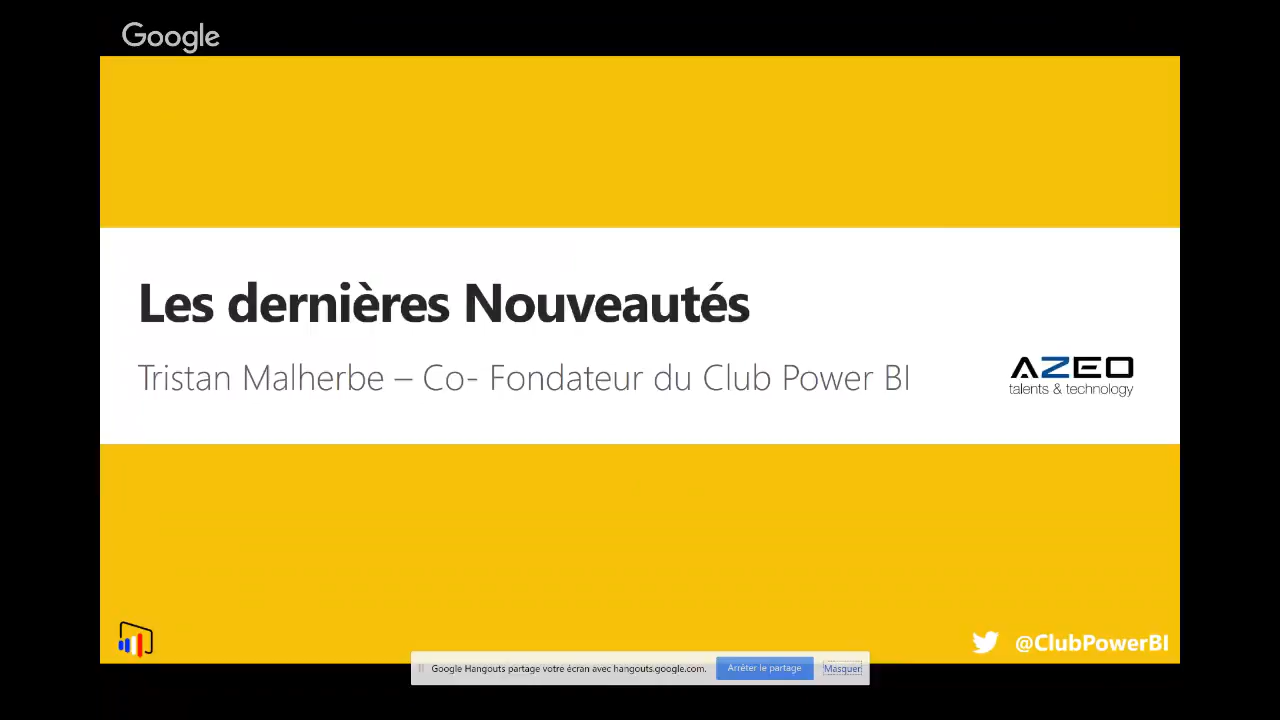 Google
Les dernières Nouveautés
Tristan Malherbe – Co- Fondateur du Club Power BI
AZEO
talents & technology
@ClubPowerBI
Google Hangouts partage votre écran avec hangouts.google.com.
Arrêter le partage
Masquer